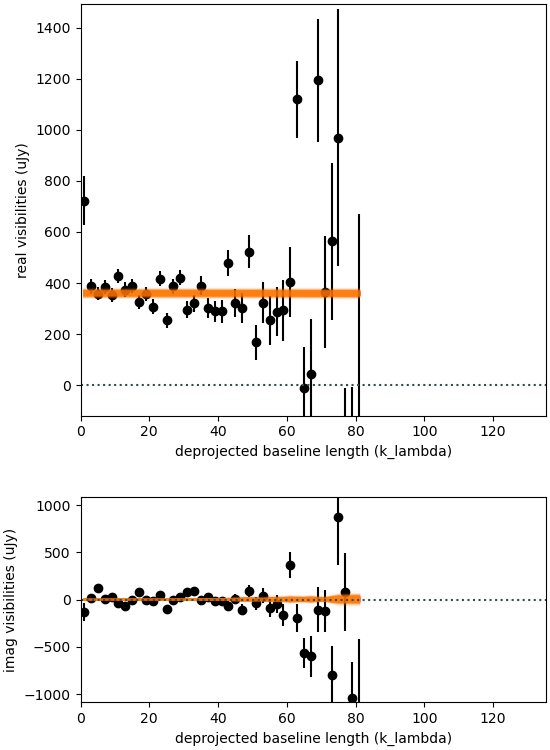 1400
1200
1000
800
600
400
200
0
real visibilities (uJy)
0 20 40 60 80 100 120
deprojected baseline length (k_lambda)
1000
500
0
−500
−1000
imag visibilities (uJy)
0 20 40 60 80 100 120
deprojected baseline length (k_lambda)